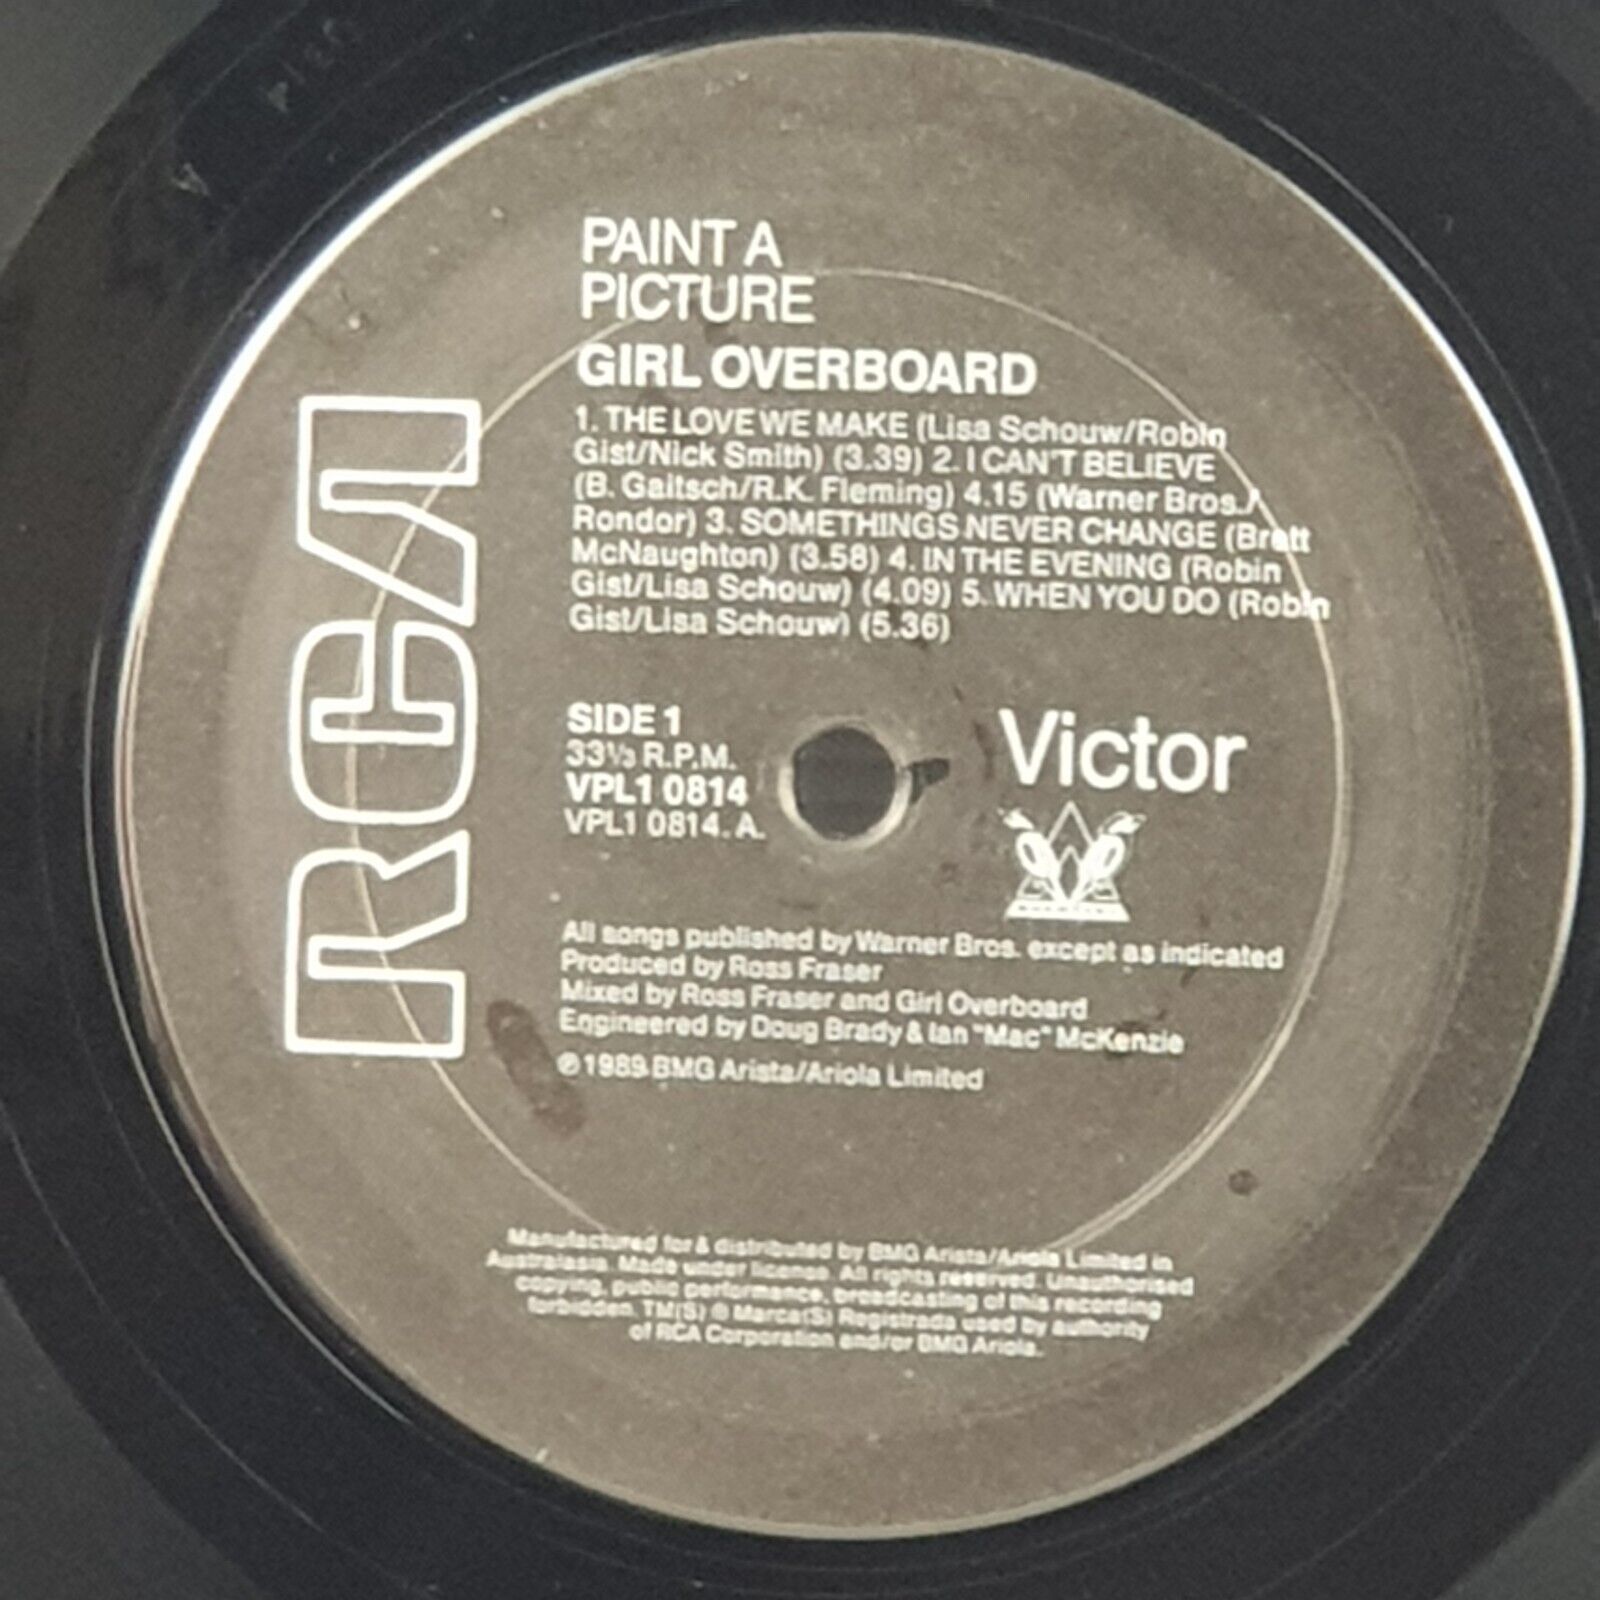 RCA
PAINT A
PICTURE
GIRL OVERBOARD
1. THE LOVE WE MAKE (Lisa Schouw/Robin
Gist/Nick Smith) (3.39) 2. I CAN'T BELIEVE
(B. Gaitsch/R.K. Fleming) 4.15 (Warner Bros./
Rondor) 3. SOMETHINGS NEVER CHANGE (Brett
McNaughton) (3.58) 4. IN THE EVENING (Robin
Gist/Lisa Schouw) (4.09) 5. WHEN YOU DO (Robin
Gist/Lisa Schouw) (5.36)
SIDE 1
33⅓ R.P.M.
VPL1 0814
VPL1 0814. A.
Victor
All songs published by Warner Bros. except as indicated
Produced by Ross Fraser
Mixed by Ross Fraser and Girl Overboard
Engineered by Doug Brady & Ian "Mac" McKenzie
℗ 1989 BMG Arista/Ariola Limited
Manufactured for & distributed by BMG Arista/Ariola Limited in
Australasia. Made under license. All rights reserved. Unauthorised
copying, public performance, broadcasting of this recording
forbidden. TM(S) ® Marca(S) Registrada used by authority
of RCA Corporation and/or BMG Ariola.